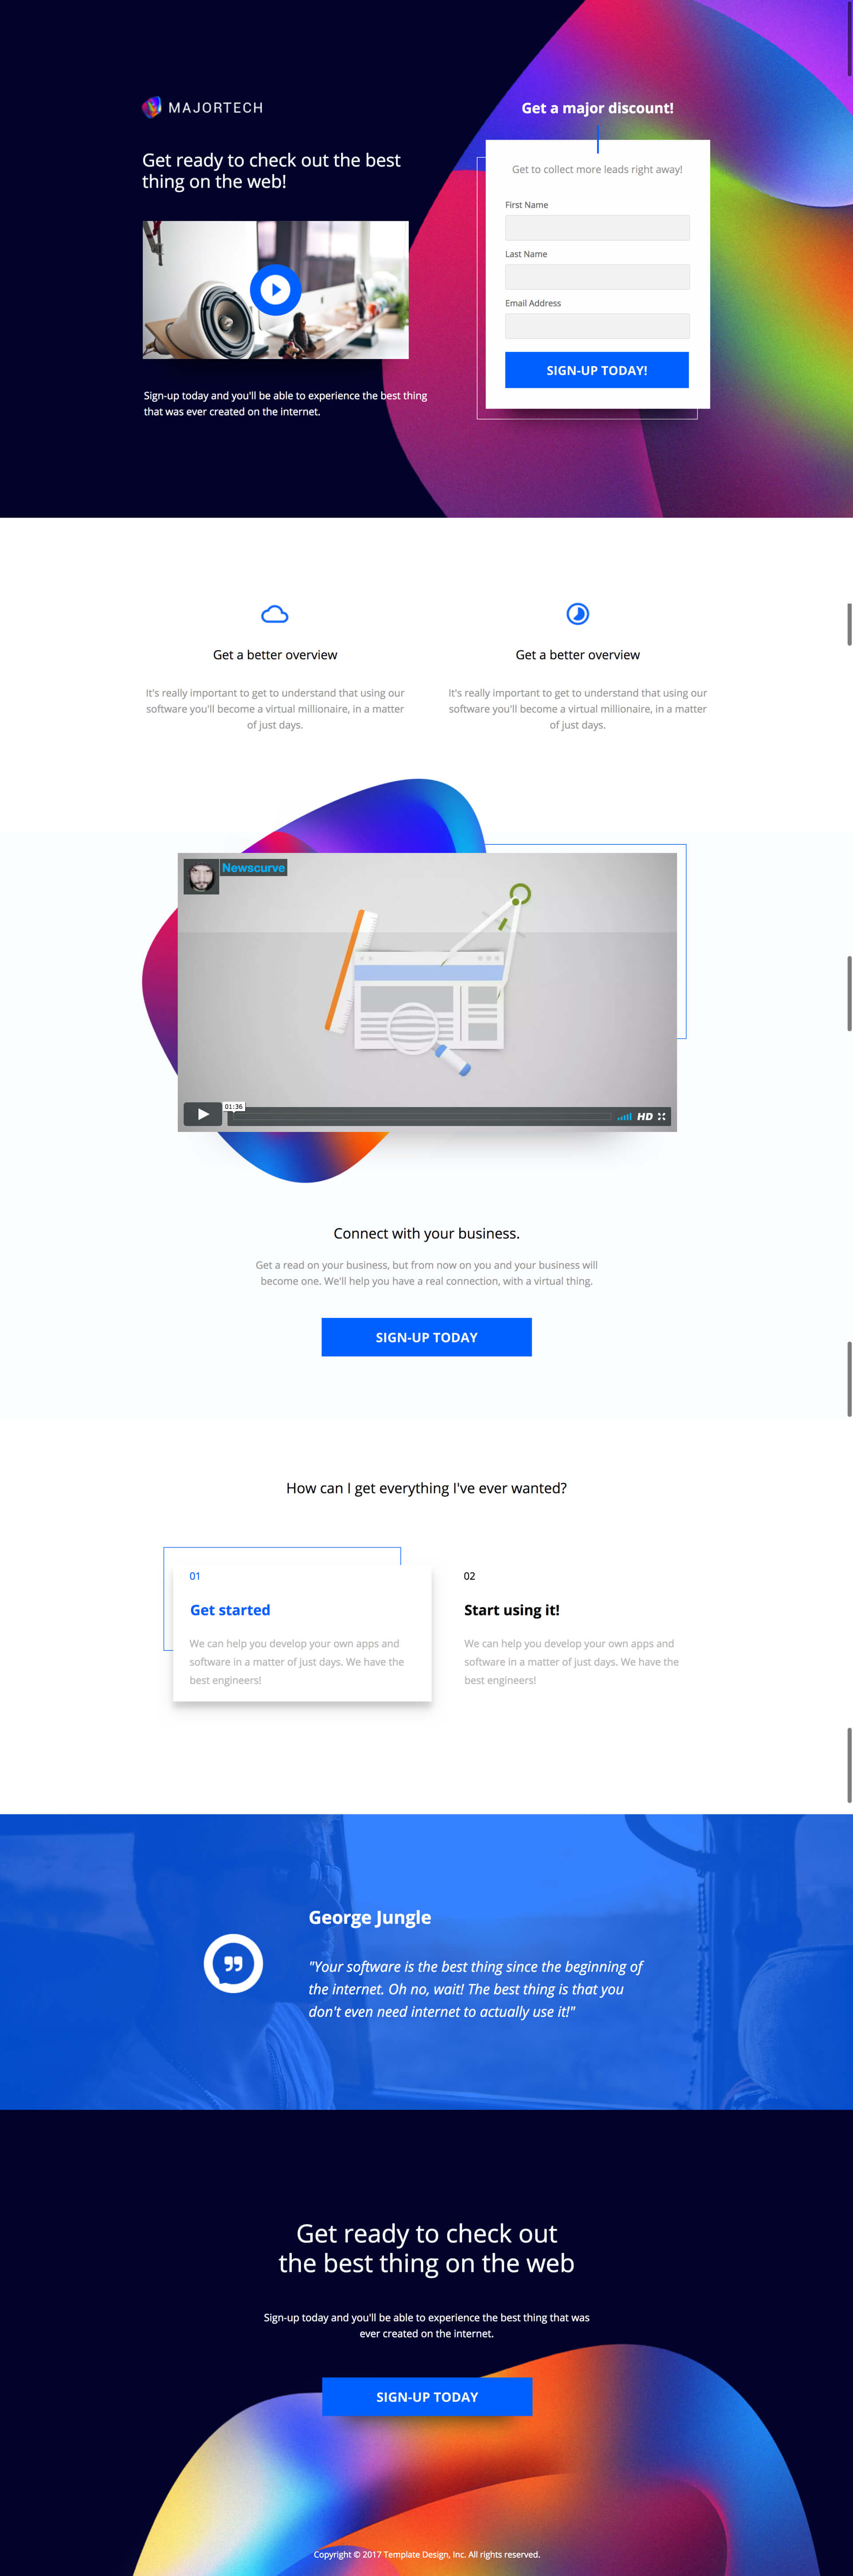 MAJORTECH
Get ready to check out the best
thing on the web!
Sign-up today and you'll be able to experience the best thing
that was ever created on the internet.
Get a major discount!
Get to collect more leads right away!
First Name
Last Name
Email Address
SIGN-UP TODAY!
Get a better overview
It's really important to get to understand that using our
software you'll become a virtual millionaire, in a matter
of just days.
Get a better overview
It's really important to get to understand that using our
software you'll become a virtual millionaire, in a matter
of just days.
Newscurve
01:36
HD
Connect with your business.
Get a read on your business, but from now on you and your business will
become one. We'll help you have a real connection, with a virtual thing.
SIGN-UP TODAY
How can I get everything I've ever wanted?
01
Get started
We can help you develop your own apps and
software in a matter of just days. We have the
best engineers!
02
Start using it!
We can help you develop your own apps and
software in a matter of just days. We have the
best engineers!
George Jungle
"Your software is the best thing since the beginning of
the internet. Oh no, wait! The best thing is that you
don't even need internet to actually use it!"
Get ready to check out
the best thing on the web
Sign-up today and you'll be able to experience the best thing that was
ever created on the internet.
SIGN-UP TODAY
Copyright © 2017 Template Design, Inc. All rights reserved.